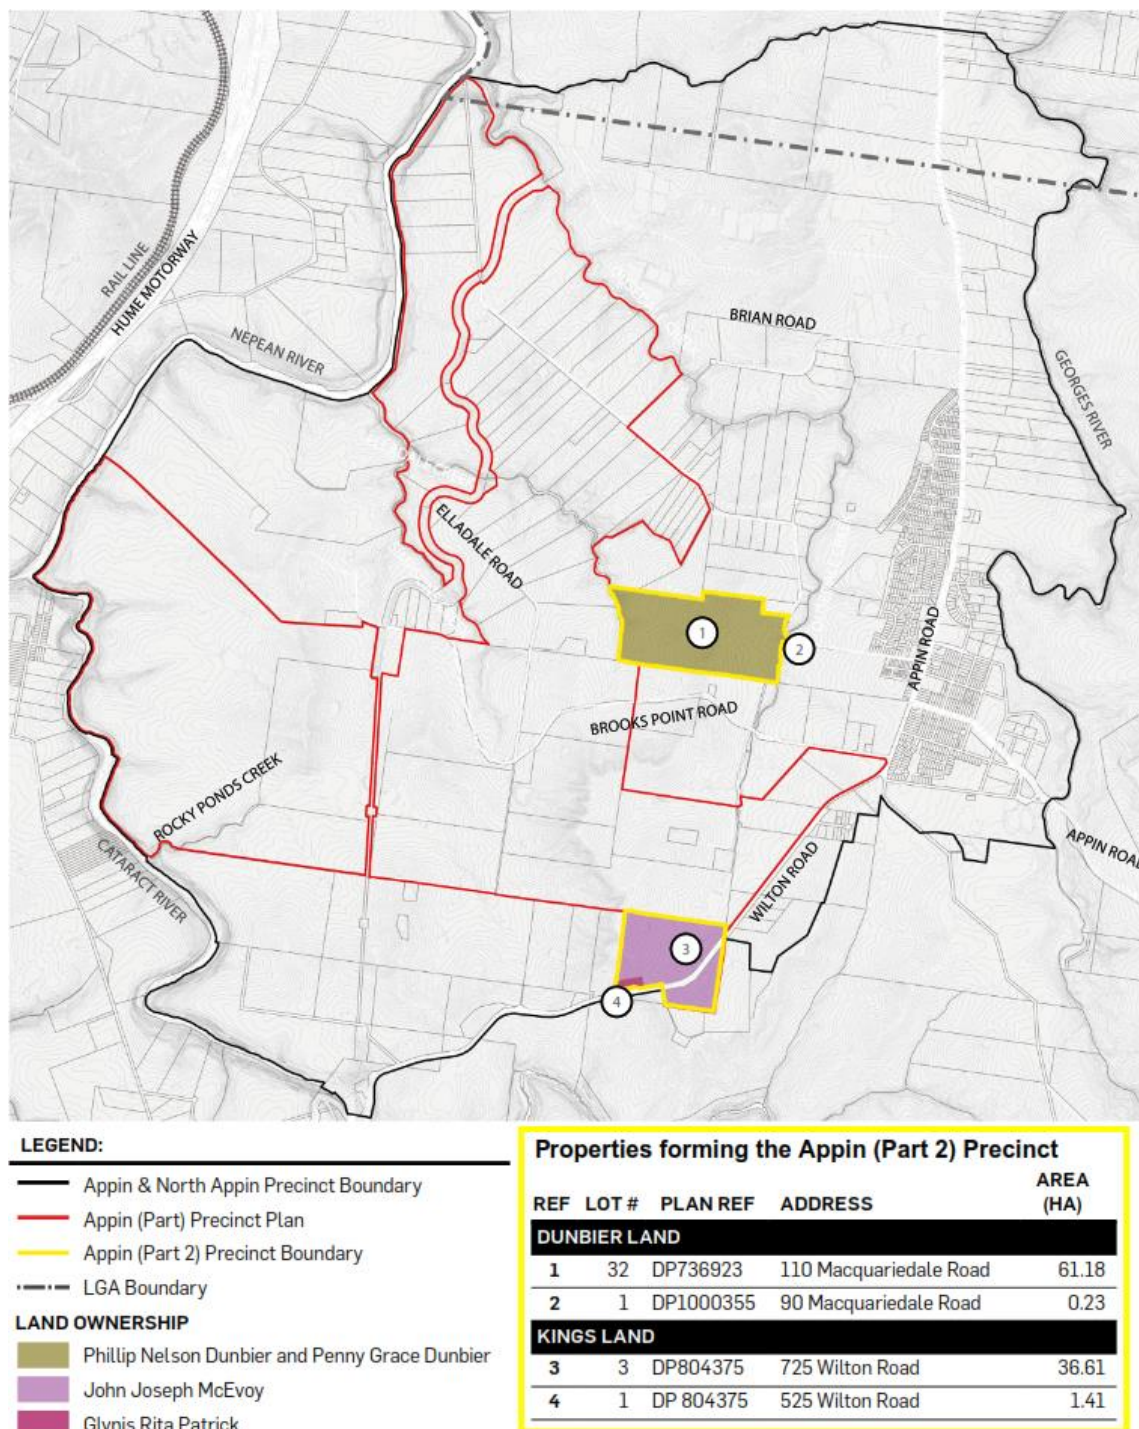 RAIL LINE
HUME MOTORWAY
NEPEAN RIVER
BRIAN ROAD
GEORGES RIVER
ELLADALE ROAD
APPIN ROAD
1
2
BROOKS POINT ROAD
ROCKY PONDS CREEK
CATARACT RIVER
WILTON ROAD
APPIN ROAD
3
4
LEGEND:
Appin & North Appin Precinct Boundary
Appin (Part) Precinct Plan
Appin (Part 2) Precinct Boundary
LGA Boundary
LAND OWNERSHIP
Phillip Nelson Dunbier and Penny Grace Dunbier
John Joseph McEvoy
Glynis Rita Patrick
Properties forming the Appin (Part 2) Precinct
REF LOT # PLAN REF ADDRESS AREA (HA)
DUNBIER LAND
1 32 DP736923 110 Macquariedale Road 61.18
2 1 DP1000355 90 Macquariedale Road 0.23
KINGS LAND
3 3 DP804375 725 Wilton Road 36.61
4 1 DP 804375 525 Wilton Road 1.41